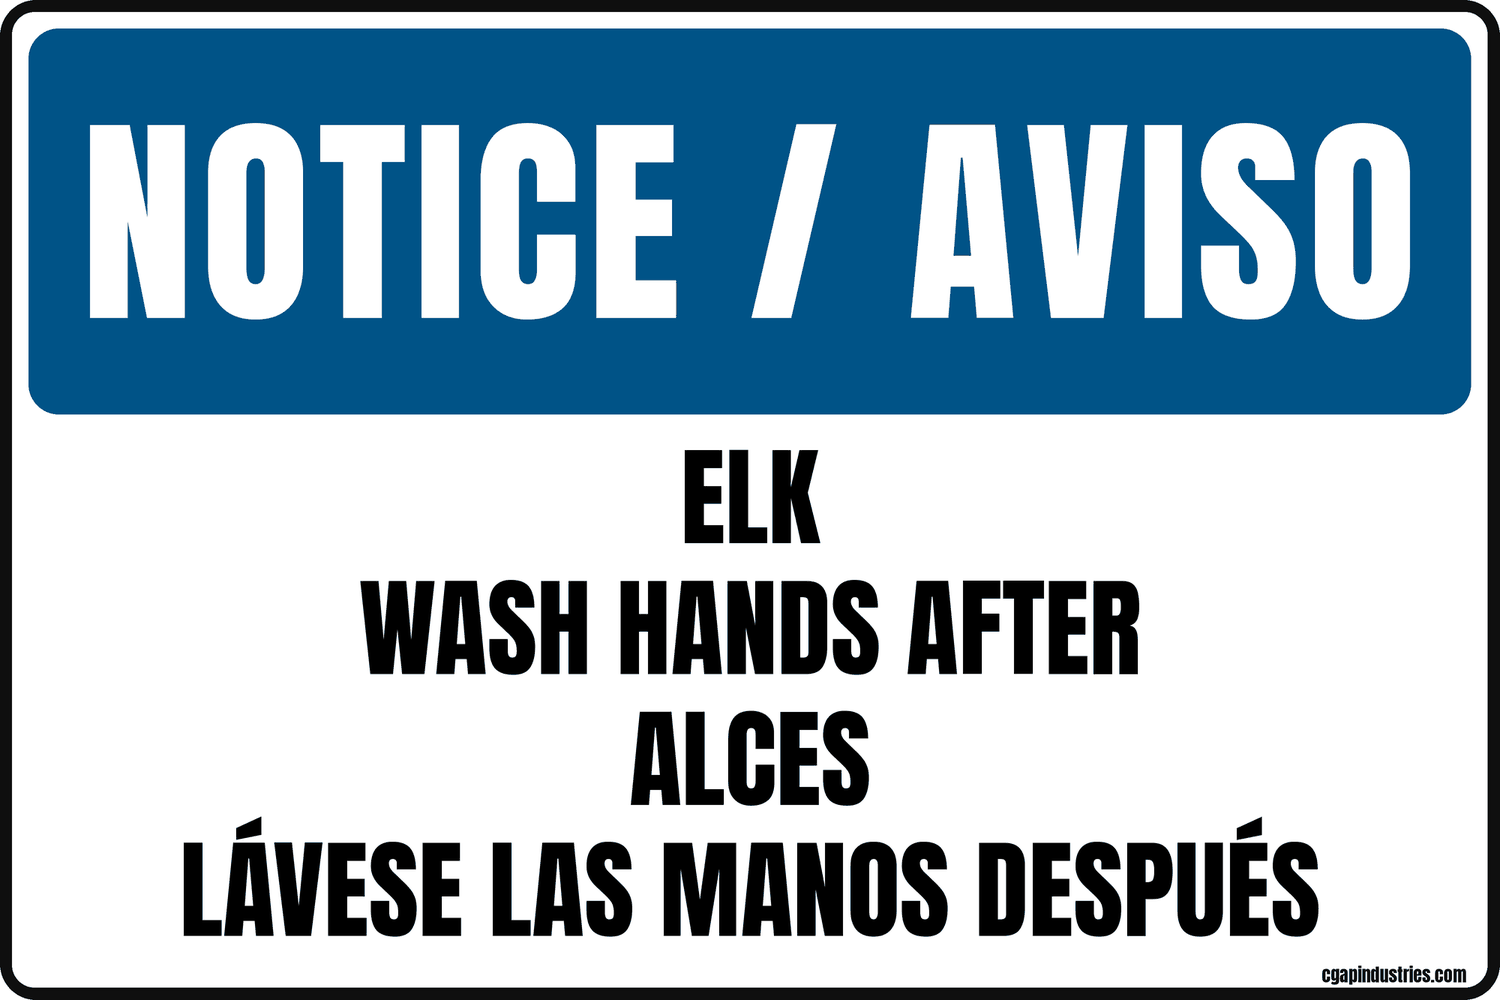 NOTICE / AVISO
ELK
WASH HANDS AFTER
ALCES
LÁVESE LAS MANOS DESPUÉS
cgapindustries.com